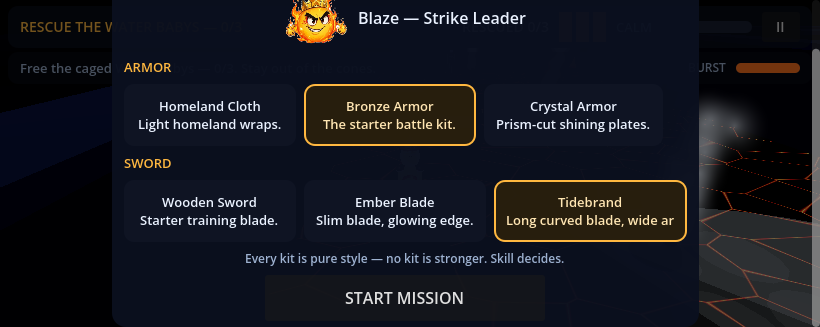 RESCUE THE W
Blaze — Strike Leader
Free the caged
URST
ARMOR
Homeland Cloth
Light homeland wraps.
Bronze Armor
The starter battle kit.
Crystal Armor
Prism-cut shining plates.
SWORD
Wooden Sword
Starter training blade.
Ember Blade
Slim blade, glowing edge.
Tidebrand
Long curved blade, wide ar
Every kit is pure style — no kit is stronger. Skill decides.
START MISSION